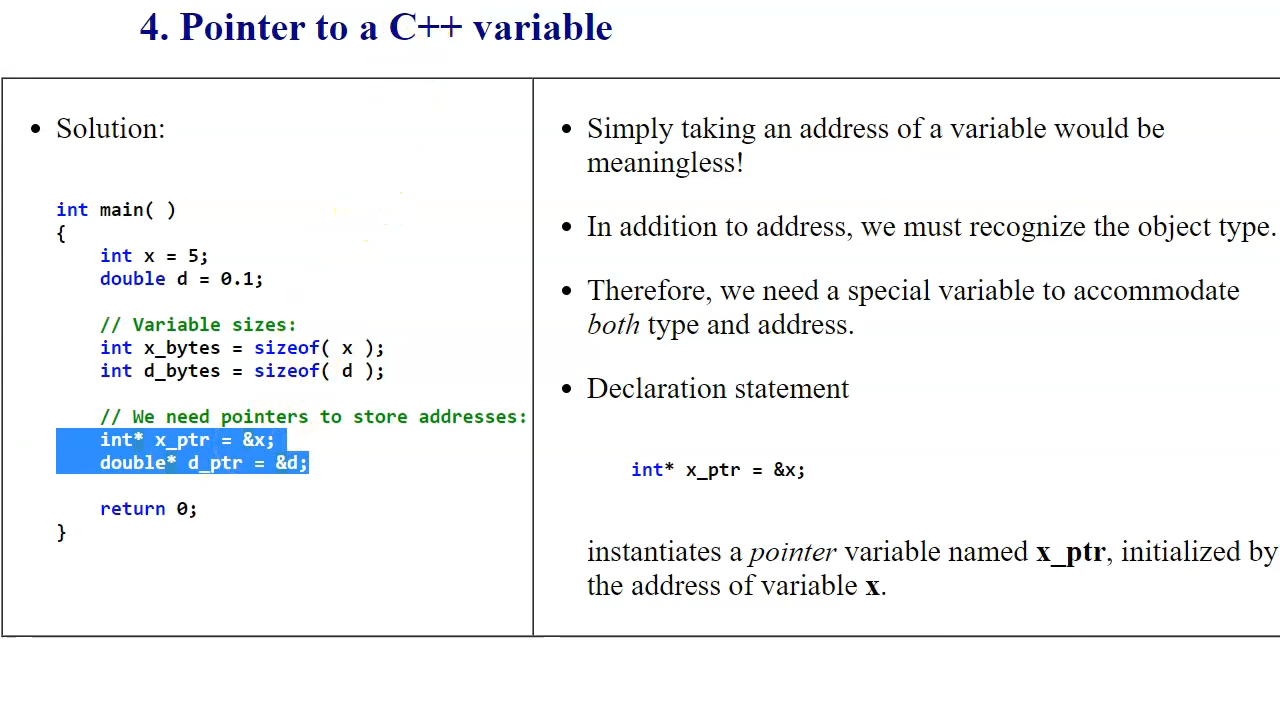 4. Pointer to a C++ variable
• Solution:
int main( )
{
    int x = 5;
    double d = 0.1;
    // Variable sizes:
    int x_bytes = sizeof( x );
    int d_bytes = sizeof( d );
    // We need pointers to store addresses:
    int* x_ptr = &x;
    double* d_ptr = &d;
    return 0;
}
• Simply taking an address of a variable would be
meaningless!
• In addition to address, we must recognize the object type.
• Therefore, we need a special variable to accommodate
both type and address.
• Declaration statement
int* x_ptr = &x;
instantiates a pointer variable named x_ptr, initialized by
the address of variable x.